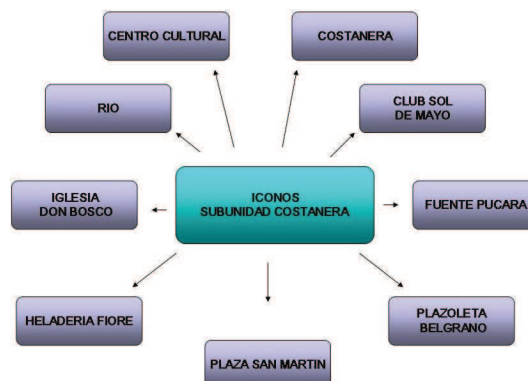 CENTRO CULTURAL
COSTANERA
RIO
CLUB SOL
DE MAYO
IGLESIA
DON BOSCO
ICONOS
SUBUNIDAD COSTANERA
FUENTE PUCARA
HELADERIA FIORE
PLAZOLETA
BELGRANO
PLAZA SAN MARTIN